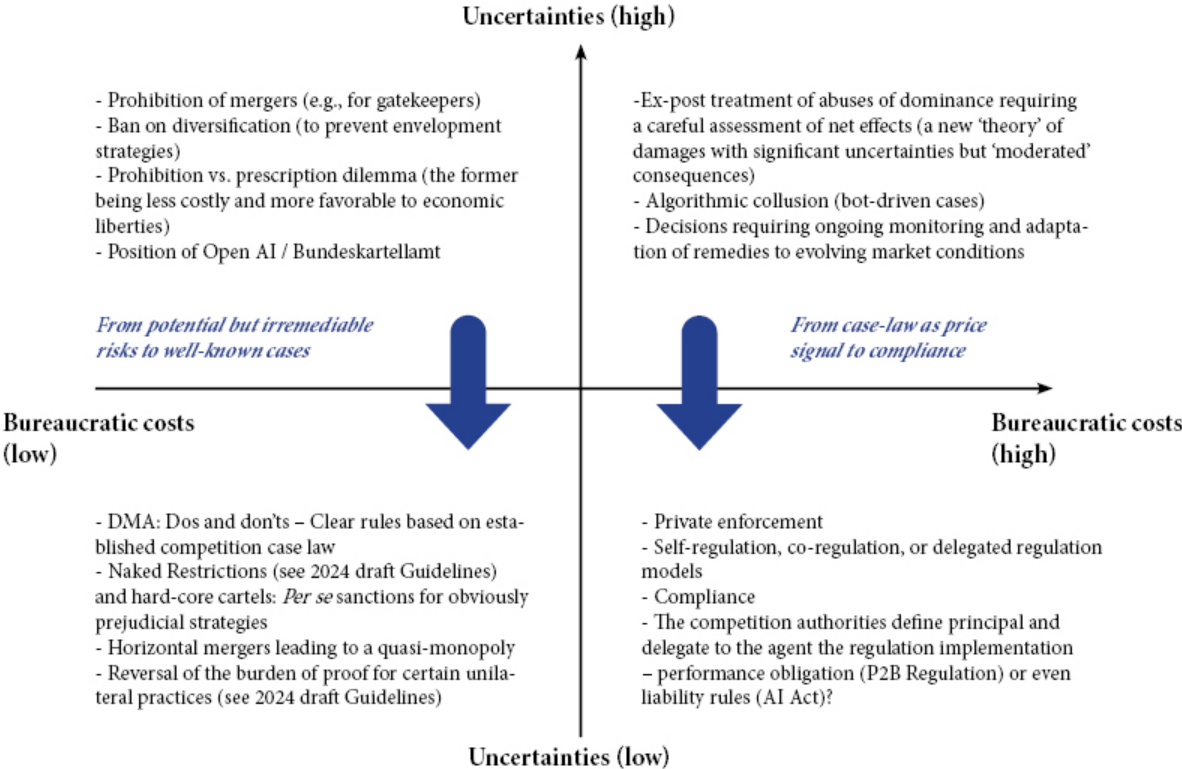 Uncertainties (high)
- Prohibition of mergers (e.g., for gatekeepers)
- Ban on diversification (to prevent envelopment
strategies)
- Prohibition vs. prescription dilemma (the former
being less costly and more favorable to economic
liberties)
- Position of Open AI / Bundeskartellamt
-Ex-post treatment of abuses of dominance requiring
a careful assessment of net effects (a new ‘theory’ of
damages with significant uncertainties but ‘moderated’
consequences)
- Algorithmic collusion (bot-driven cases)
- Decisions requiring ongoing monitoring and adapta-
tion of remedies to evolving market conditions
From potential but irremediable
risks to well-known cases
From case-law as price
signal to compliance
Bureaucratic costs
(low)
Bureaucratic costs
(high)
- DMA: Dos and don’ts – Clear rules based on esta-
blished competition case law
- Naked Restrictions (see 2024 draft Guidelines)
and hard-core cartels: Per se sanctions for obviously
prejudicial strategies
- Horizontal mergers leading to a quasi-monopoly
- Reversal of the burden of proof for certain unila-
teral practices (see 2024 draft Guidelines)
- Private enforcement
- Self-regulation, co-regulation, or delegated regulation
models
- Compliance
- The competition authorities define principal and
delegate to the agent the regulation implementation
– performance obligation (P2B Regulation) or even
liability rules (AI Act)?
Uncertainties (low)